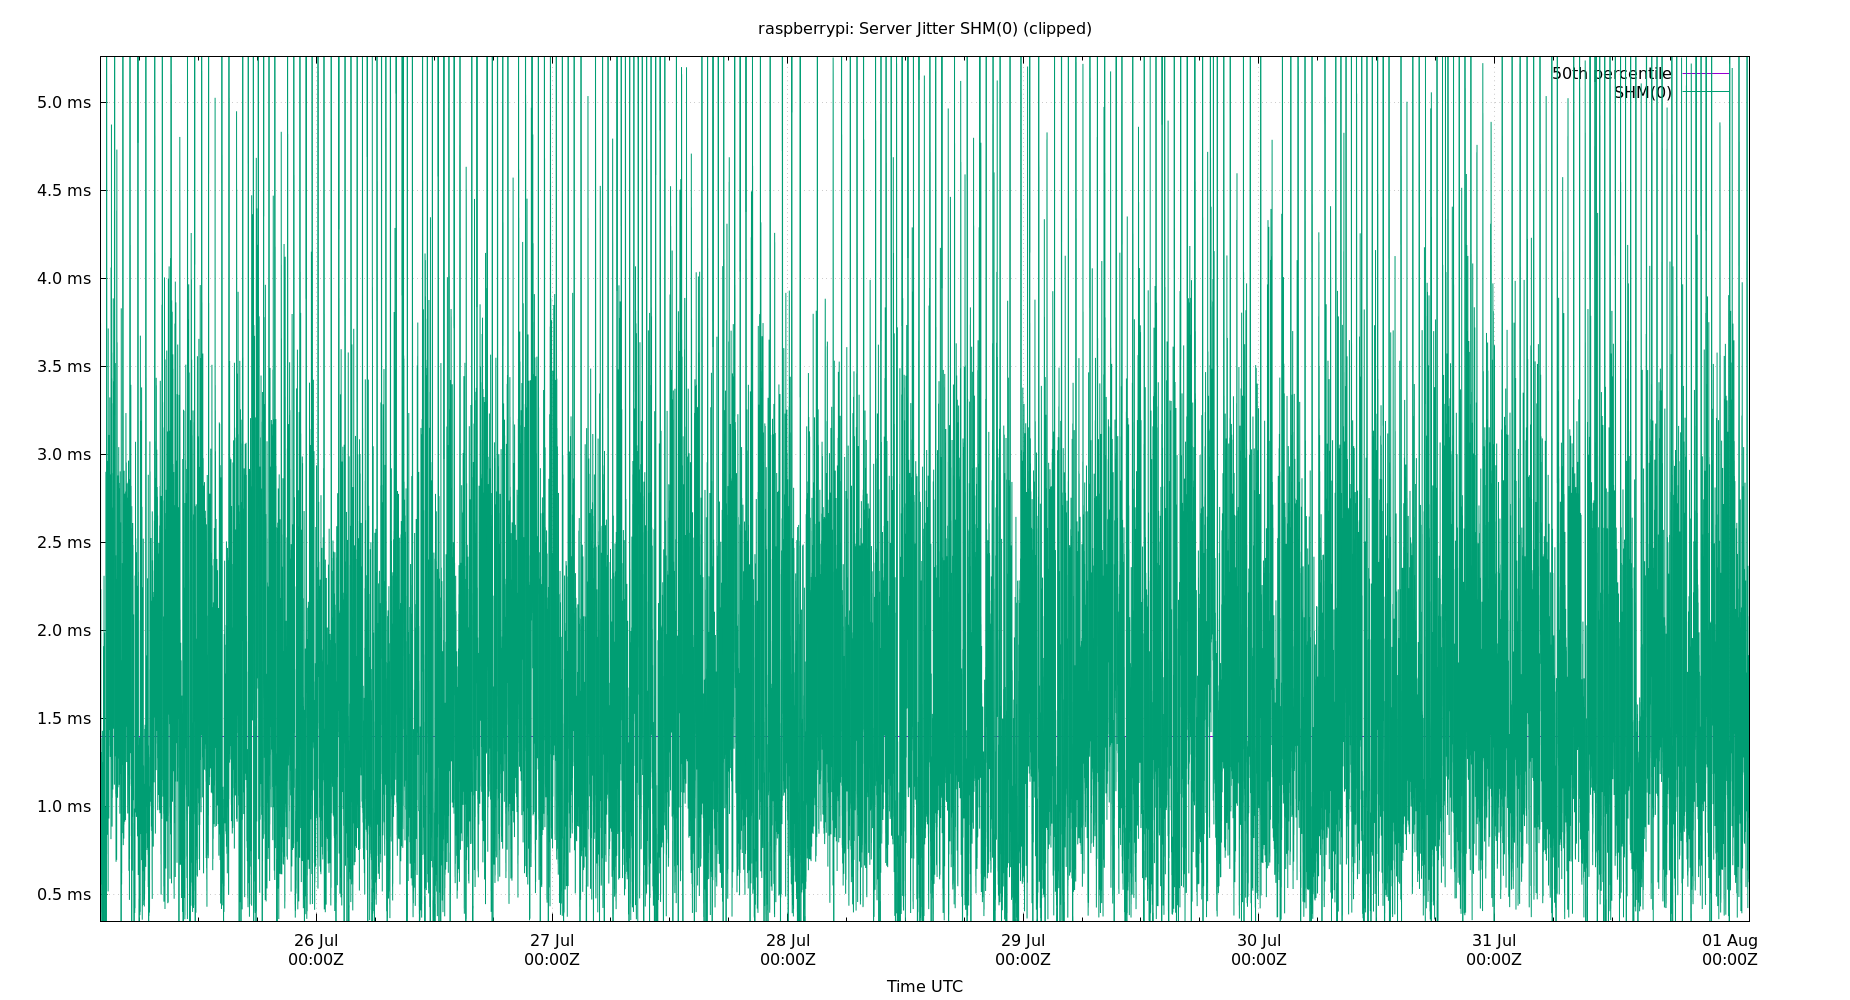 raspberrypi: Server Jitter SHM(0) (clipped)
50th percentile
SHM(0)
5.0 ms
4.5 ms
4.0 ms
3.5 ms
3.0 ms
2.5 ms
2.0 ms
1.5 ms
1.0 ms
0.5 ms
26 Jul 27 Jul 28 Jul 29 Jul 30 Jul 31 Jul 01 Aug
00:00Z 00:00Z 00:00Z 00:00Z 00:00Z 00:00Z 00:00Z
Time UTC